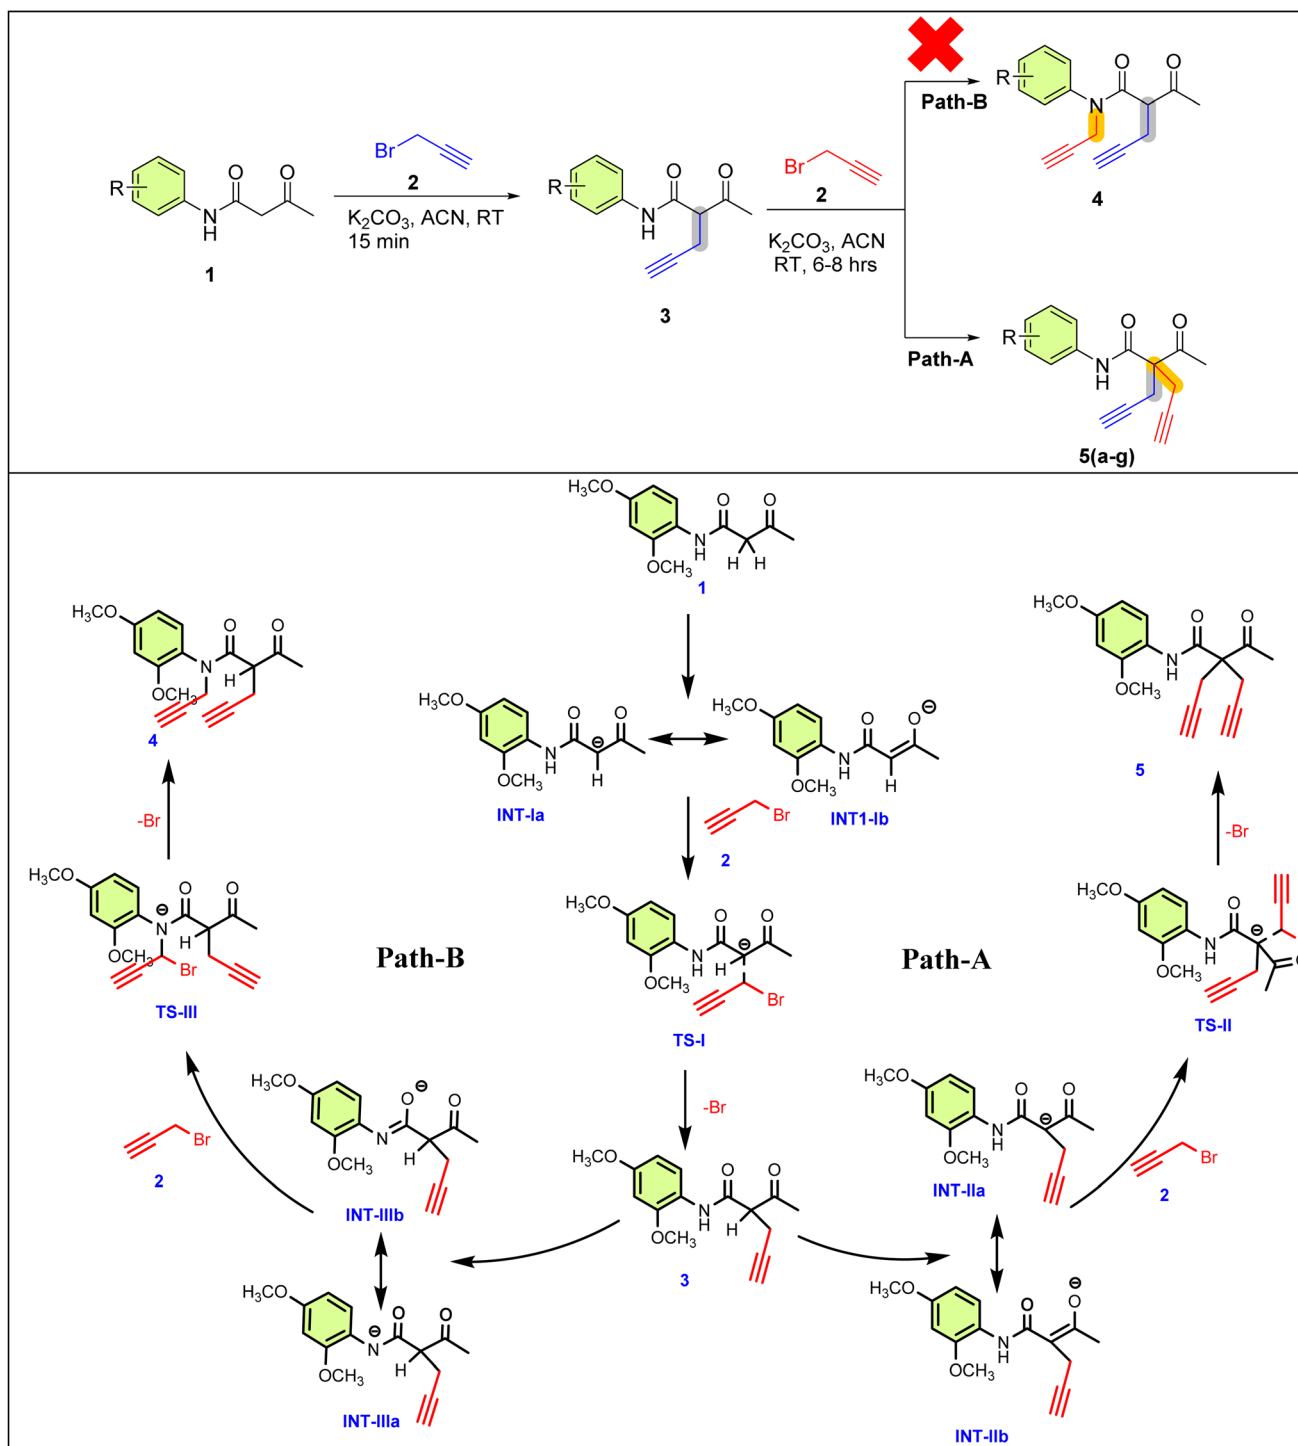 R
N
H
O
O
1
Br
2
K2CO3, ACN, RT
15 min
R
N
H
O
O
3
Br
2
K2CO3, ACN
RT, 6-8 hrs
Path-B
R
N
O
O
4
Path-A
R
N
H
O
O
5(a-g)
H3CO
O
O
N
H
H H
OCH3
1
H3CO
O
O
N
H
OCH3
4
H3CO
O
O
N
H
OCH3
⊖
H
INT-Ia
H3CO
O
O
⊖
N
H
OCH3
H
INT1-Ib
H3CO
O
O
N
H
OCH3
5
-Br
Br
2
-Br
H3CO
O
O
⊖
N
H
OCH3
Br
TS-III
Path-B
H3CO
O
O
⊖
N
H
H
OCH3
Br
TS-I
Path-A
H3CO
O
⊖
N
H
OCH3
O
TS-II
Br
2
H3CO
O
⊖
O
N
H
OCH3
INT-IIIb
-Br
H3CO
O
O
⊖
N
H
OCH3
INT-IIa
Br
2
H3CO
O
O
N
H
H
OCH3
3
H3CO
O
O
⊖
N
H
OCH3
INT-IIIa
H3CO
O
O
⊖
N
H
OCH3
INT-IIb